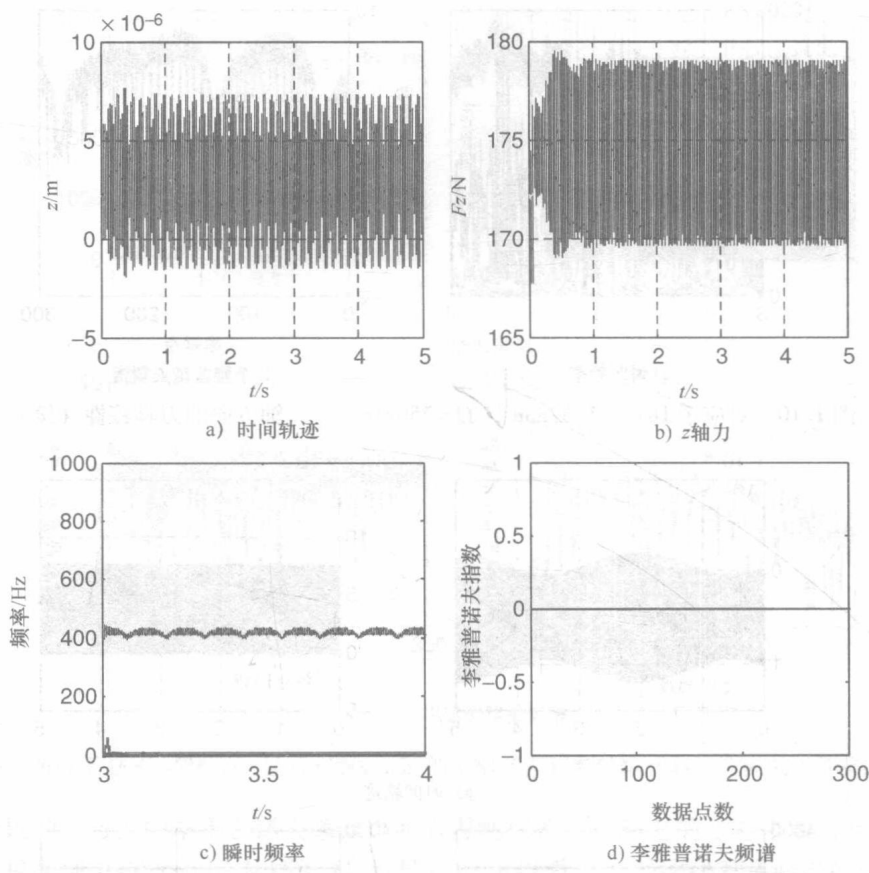 × 10⁻⁶
10
5
0
−5
z/m
0 1 2 3 4 5
t/s
a) 时间轨迹
180
175
170
165
Fz/N
0 1 2 3 4 5
t/s
b) z轴力
1000
800
600
400
200
0
频率/Hz
3 3.5 4
t/s
c) 瞬时频率
1
0.5
0
−0.5
−1
李雅普诺夫指数
0 100 200 300
数据点数
d) 李雅普诺夫频谱